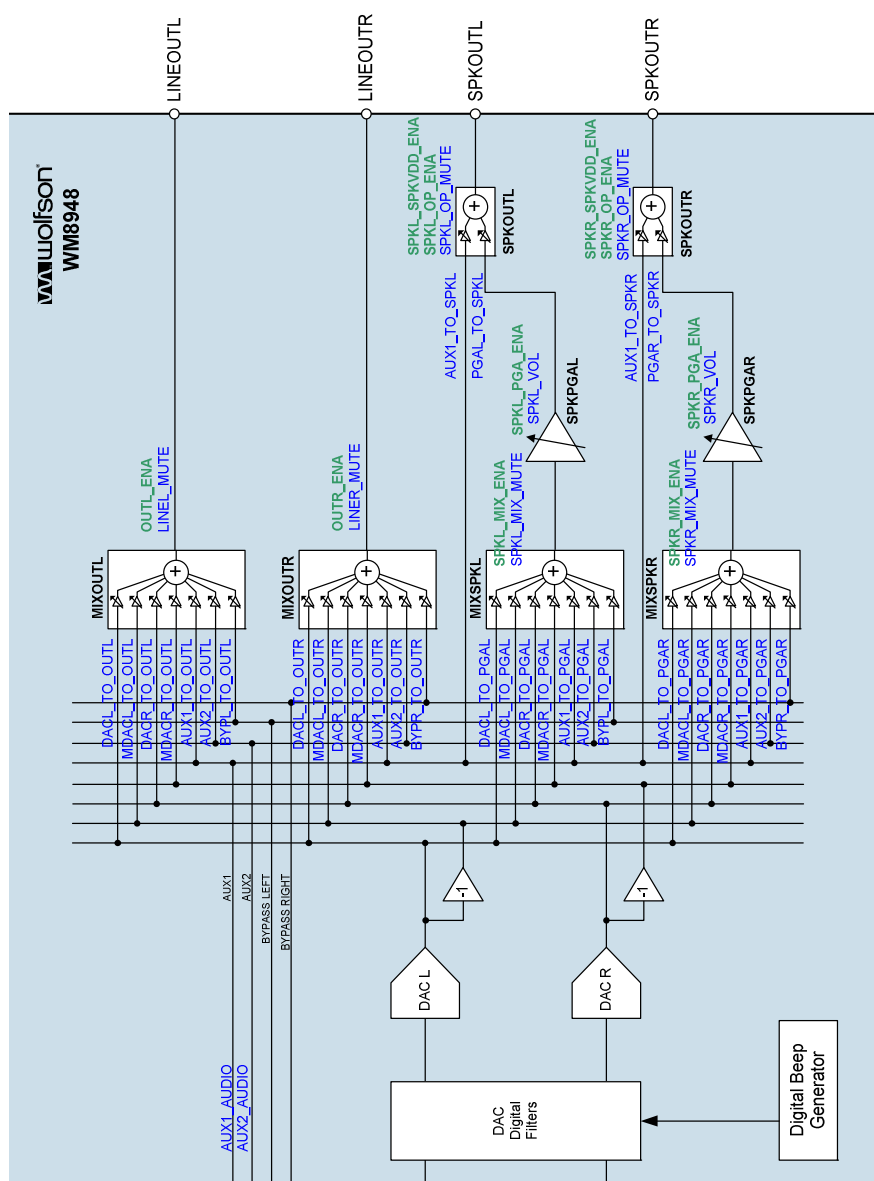 wolfson
WM8948
LINEOUTL
LINEOUTR
SPKOUTL
SPKOUTR
SPKL_SPKVDD_ENA
SPKL_OP_ENA
SPKL_OP_MUTE
SPKOUTL
SPKR_SPKVDD_ENA
SPKR_OP_ENA
SPKR_OP_MUTE
SPKOUTR
AUX1_TO_SPKL
PGAL_TO_SPKL
AUX1_TO_SPKR
PGAR_TO_SPKR
SPKL_PGA_ENA
SPKL_VOL
SPKPGAL
SPKR_PGA_ENA
SPKR_VOL
SPKPGAR
OUTL_ENA
LINEL_MUTE
OUTR_ENA
LINER_MUTE
SPKL_MIX_ENA
SPKL_MIX_MUTE
SPKR_MIX_ENA
SPKR_MIX_MUTE
MIXOUTL
+
MIXOUTR
+
MIXSPKL
+
MIXSPKR
+
+
+
DACL_TO_OUTL
MDACL_TO_OUTL
DACR_TO_OUTL
MDACR_TO_OUTL
AUX1_TO_OUTL
AUX2_TO_OUTL
BYPL_TO_OUTL
DACL_TO_OUTR
MDACL_TO_OUTR
DACR_TO_OUTR
MDACR_TO_OUTR
AUX1_TO_OUTR
AUX2_TO_OUTR
BYPR_TO_OUTR
DACL_TO_PGAL
MDACL_TO_PGAL
DACR_TO_PGAL
MDACR_TO_PGAL
AUX1_TO_PGAL
AUX2_TO_PGAL
BYPL_TO_PGAL
DACL_TO_PGAR
MDACL_TO_PGAR
DACR_TO_PGAR
MDACR_TO_PGAR
AUX1_TO_PGAR
AUX2_TO_PGAR
BYPR_TO_PGAR
AUX1
AUX2
BYPASS LEFT
BYPASS RIGHT
-1
-1
DAC L
DAC R
AUX1_AUDIO
AUX2_AUDIO
DAC
Digital
Filters
Digital Beep
Generator